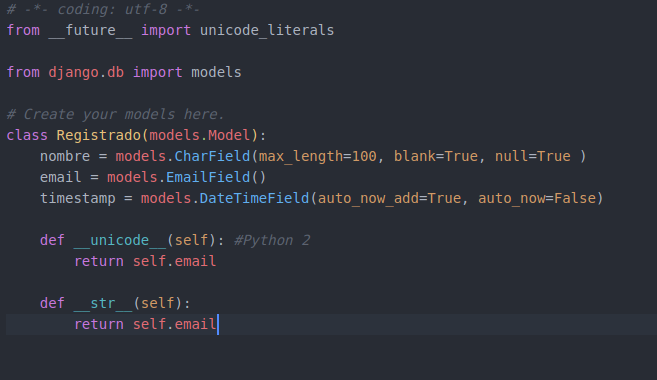 # -*- coding: utf-8 -*-
from __future__ import unicode_literals
from django.db import models
# Create your models here.
class Registrado(models.Model):
nombre = models.CharField(max_length=100, blank=True, null=True )
email = models.EmailField()
timestamp = models.DateTimeField(auto_now_add=True, auto_now=False)
def __unicode__(self): #Python 2
return self.email
def __str__(self):
return self.email